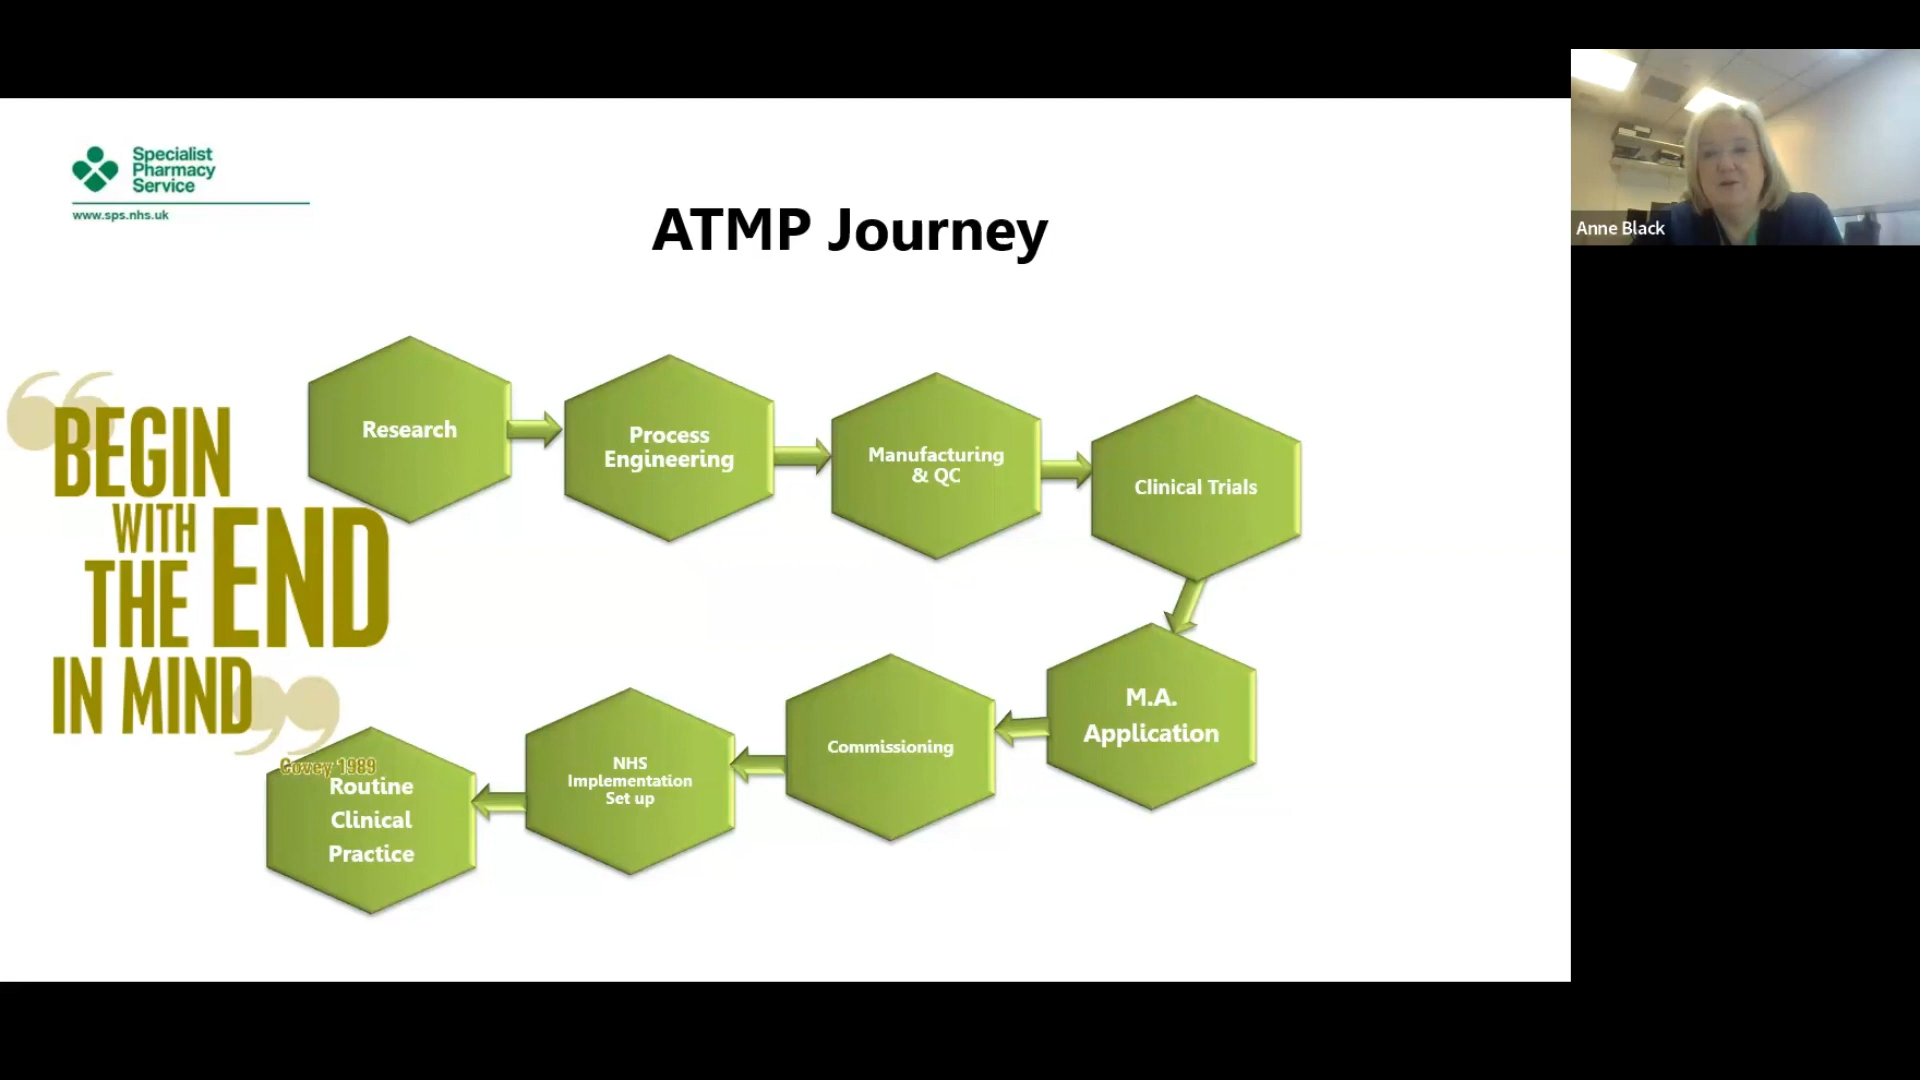 Specialist
Pharmacy
Service
www.sps.nhs.uk
ATMP Journey
Anne Black
“BEGIN
WITH
THE END
IN MIND”
Covey 1989
Research
Process
Engineering
Manufacturing
& QC
Clinical Trials
M.A.
Application
Commissioning
NHS
Implementation
Set up
Routine
Clinical
Practice